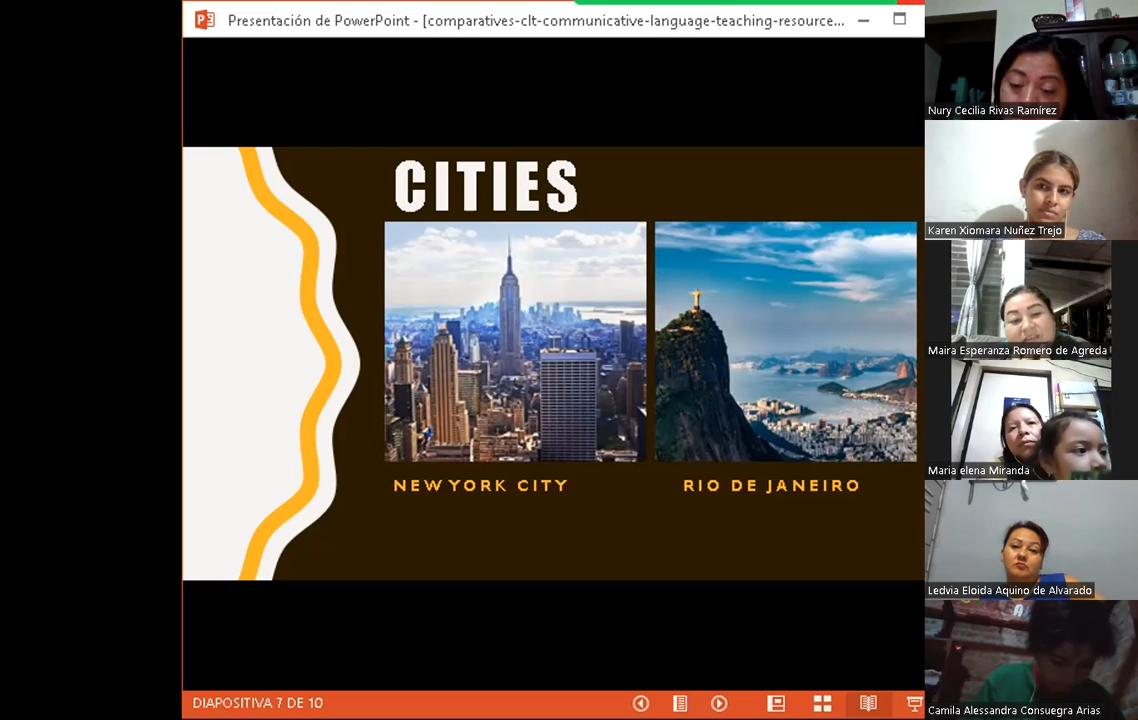 Presentación de PowerPoint - [comparatives-clt-communicative-language-teaching-resource...
CITIES
NEW YORK CITY
RIO DE JANEIRO
DIAPOSITIVA 7 DE 10
Nury Cecilia Rivas Ramírez
Karen Xiomara Nuñez Trejo
Maira Esperanza Romero de Agreda
Maria elena Miranda
Ledvia Eloida Aquino de Alvarado
Camila Alessandra Consuegra Arias